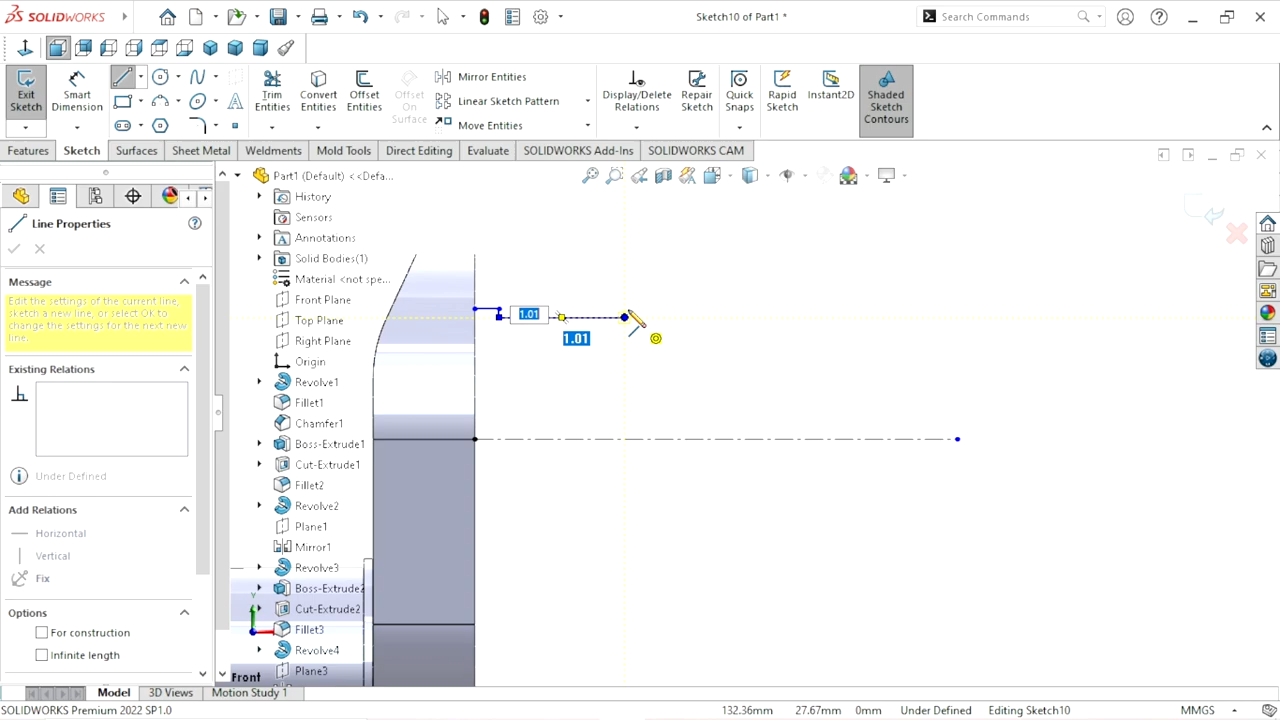 SOLIDWORKS
Sketch10 of Part1 *
Search Commands
Exit Sketch
Smart Dimension
Trim Entities
Convert Entities
Offset Entities
Offset On Surface
Mirror Entities
Linear Sketch Pattern
Move Entities
Display/Delete Relations
Repair Sketch
Quick Snaps
Rapid Sketch
Instant2D
Shaded Sketch Contours
Features
Sketch
Surfaces
Sheet Metal
Weldments
Mold Tools
Direct Editing
Evaluate
SOLIDWORKS Add-Ins
SOLIDWORKS CAM
Line Properties
Message
Edit the settings of the current line,
sketch a new line, or select Ok to
change the settings for the next new
line.
Existing Relations
Under Defined
Add Relations
Horizontal
Vertical
Fix
Options
For construction
Infinite length
Part1 (Default) <<Defa...
History
Sensors
Annotations
Solid Bodies(1)
Material <not spe...
Front Plane
Top Plane
Right Plane
Origin
Revolve1
Fillet1
Chamfer1
Boss-Extrude1
Cut-Extrude1
Fillet2
Revolve2
Plane1
Mirror1
Revolve3
Boss-Extrude2
Cut-Extrude2
Fillet3
Revolve4
Plane3
1.01
1.01
Y
Front
Model
3D Views
Motion Study 1
SOLIDWORKS Premium 2022 SP1.0
132.36mm
27.67mm
0mm
Under Defined
Editing Sketch10
MMGS